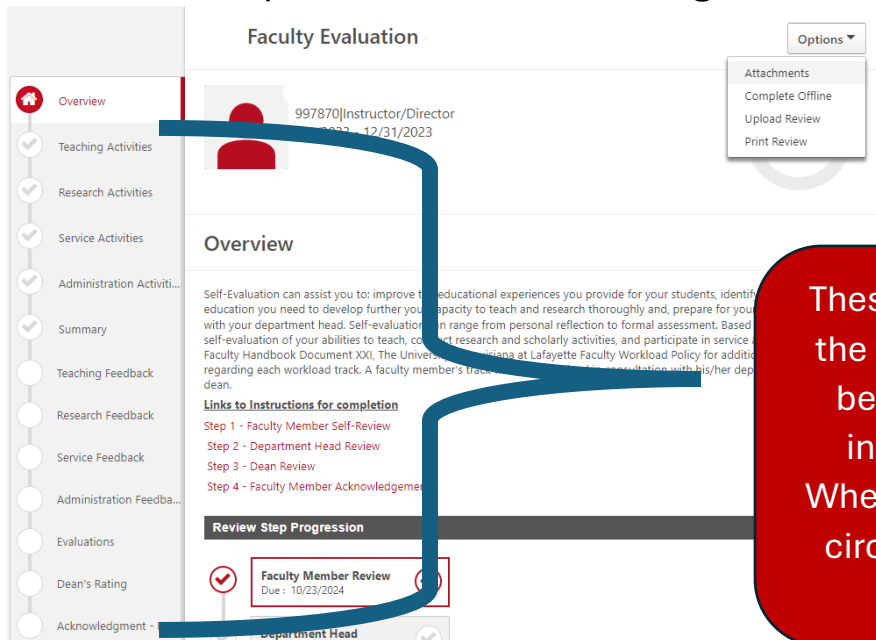 Faculty Evaluation
Options
Attachments
Complete Offline
Upload Review
Print Review
Overview
Teaching Activities
Research Activities
Service Activities
Administration Activiti...
Summary
Teaching Feedback
Research Feedback
Service Feedback
Administration Feedba...
Evaluations
Dean's Rating
Acknowledgment -
997870|Instructor/Director
- 12/31/2023
Overview
Self-Evaluation can assist you to: improve educational experiences you provide for your students, identify
education you need to develop further your capacity to teach and research thoroughly and, prepare for your
with your department head. Self-evaluation can range from personal reflection to formal assessment. Based
self-evaluation of your abilities to teach, conduct research and scholarly activities, and participate in service
Faculty Handbook Document XXI, The University Louisiana at Lafayette Faculty Workload Policy for additio
regarding each workload track. A faculty member's track consultation with his/her dep
dean.
Links to Instructions for completion
Step 1 - Faculty Member Self-Review
Step 2 - Department Head Review
Step 3 - Dean Review
Step 4 - Faculty Member Acknowledgemen
Review Step Progression
Faculty Member Review
Due : 10/23/2024
Department Head
the
be
in